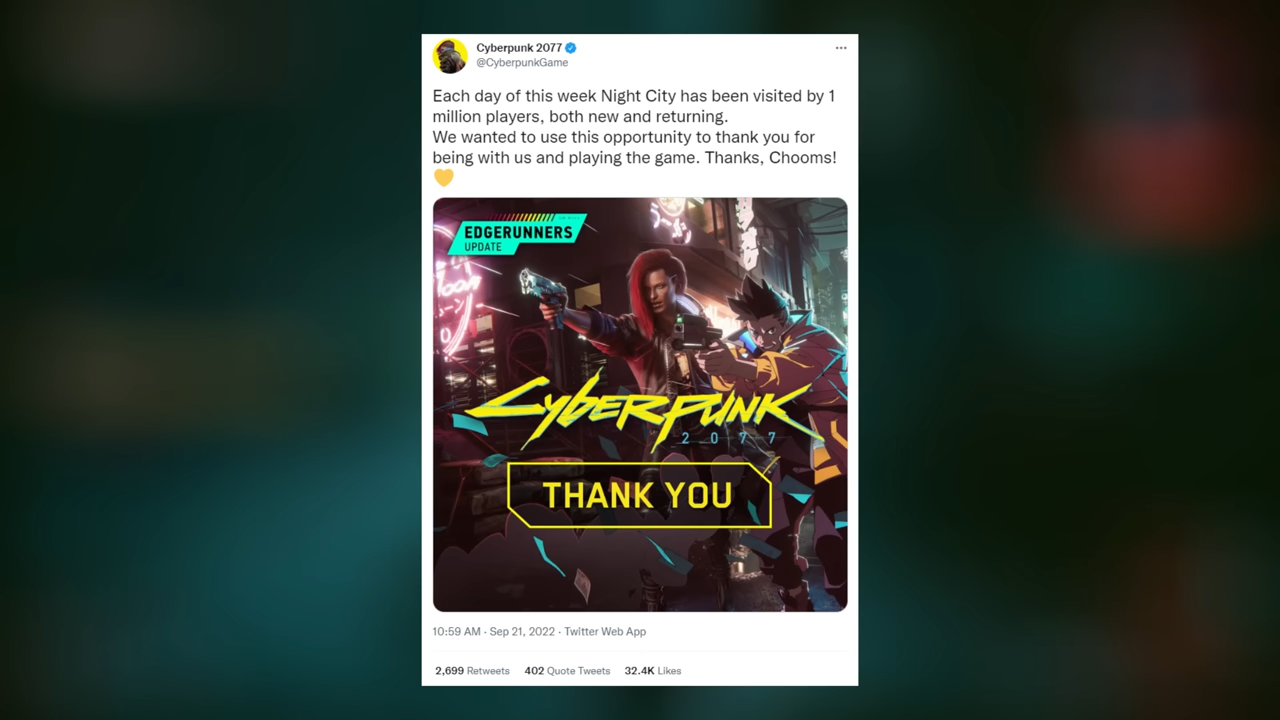 Cyberpunk 2077
@CyberpunkGame
Each day of this week Night City has been visited by 1
million players, both new and returning.
We wanted to use this opportunity to thank you for
being with us and playing the game. Thanks, Chooms!
💛
EDGERUNNERS
UPDATE
CYBERPUNK
2077
THANK YOU
10:59 AM · Sep 21, 2022 · Twitter Web App
2,699 Retweets 402 Quote Tweets 32.4K Likes